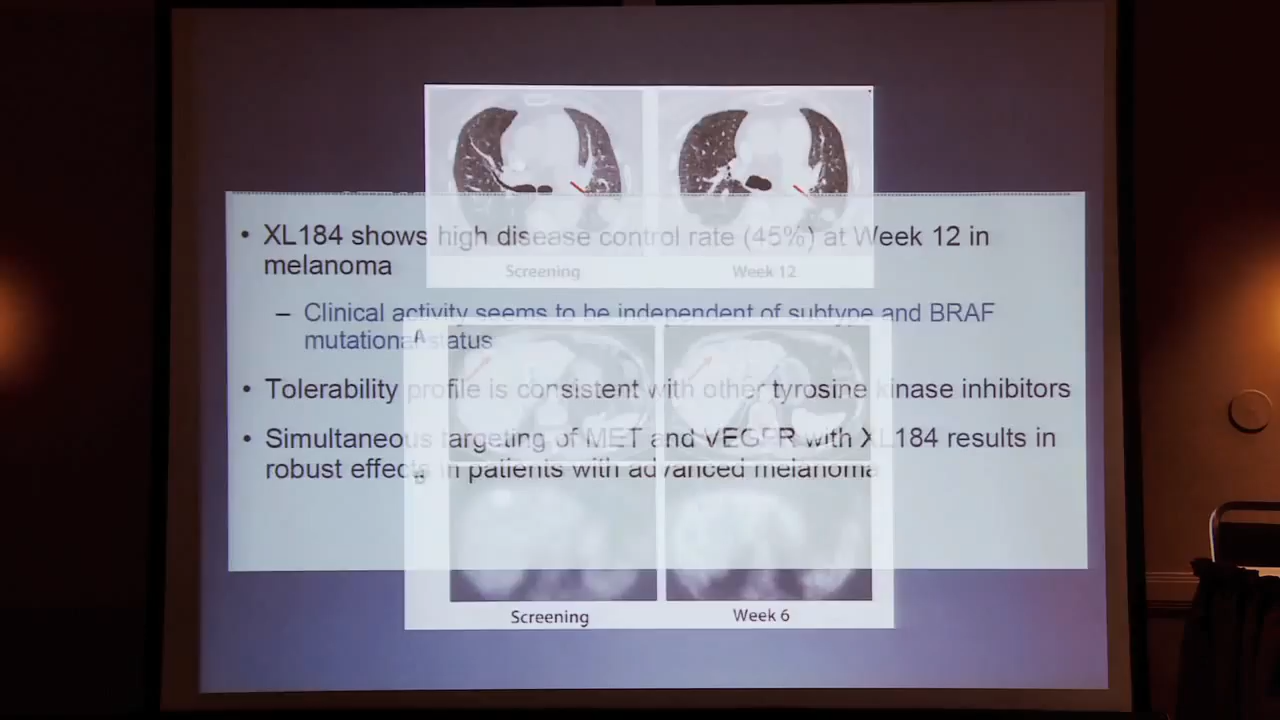 • XL184 shows high disease control rate (45%) at Week 12 in
melanoma
Screening
Week 12
– Clinical activity seems to be independent of subtype and BRAF
mutational status
A
• Tolerability profile is consistent with other tyrosine kinase inhibitors
• Simultaneous targeting of MET and VEGFR with XL184 results in
robust effects in patients with advanced melanoma
B
Screening
Week 6